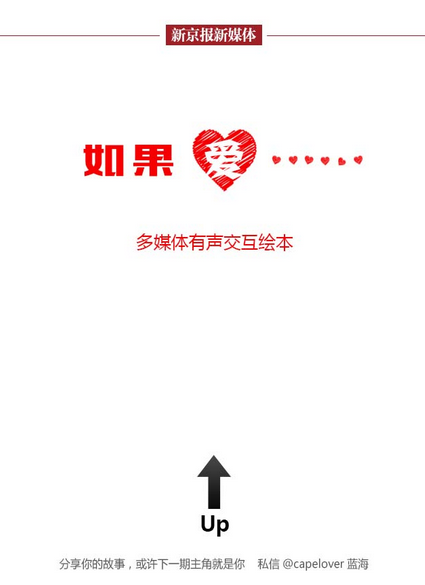 新京报新媒体
如果爱......
多媒体有声交互绘本
Up
分享你的故事，或许下一期主角就是你 私信 @capelover 蓝海